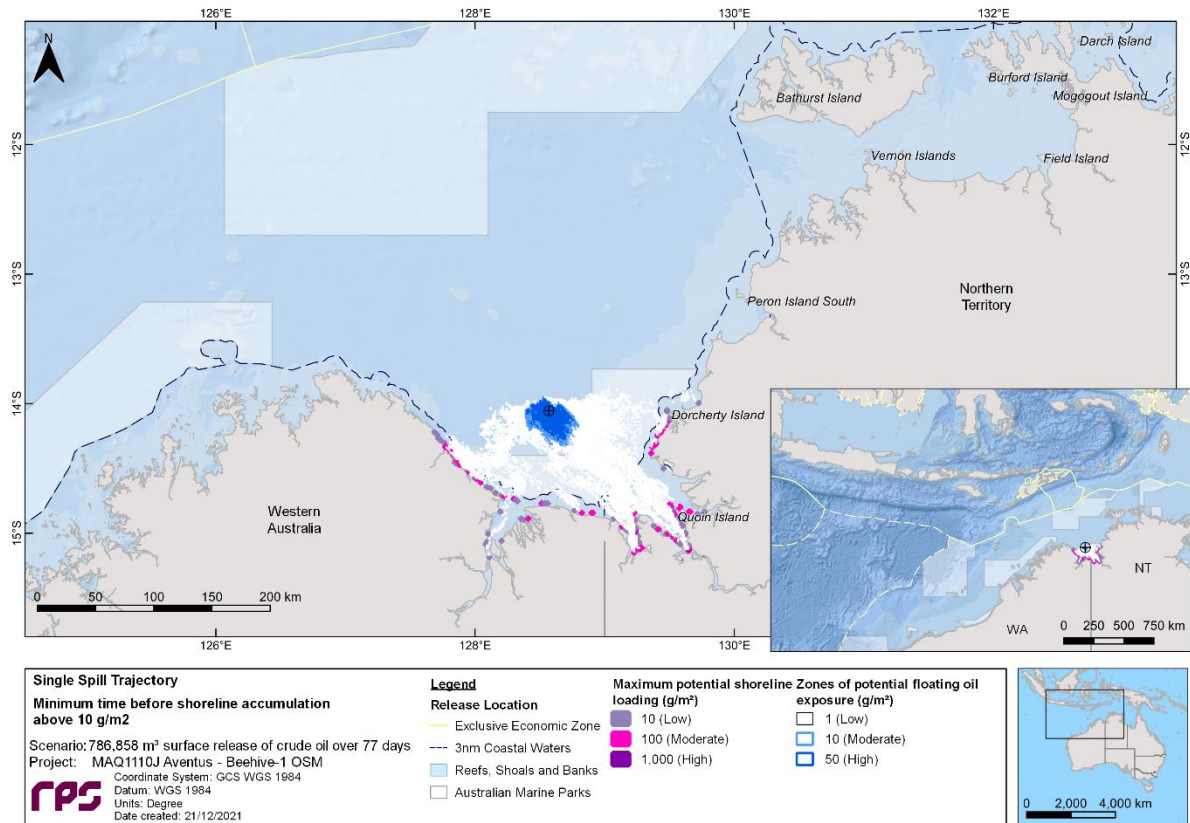 126°E
128°E
130°E
132°E
N
Darch Island
Burford Island
Bathurst Island
Mogogout Island
12°S
12°S
Vernon Islands
Field Island
13°S
13°S
Northern
Territory
Peron Island South
14°S
Dorcherty Island
Western
Australia
Quoin Island
15°S
0 50 100 150 200 km
126°E
128°E
130°E
NT
WA
0 250 500 750 km
Single Spill Trajectory
Minimum time before shoreline accumulation
above 10 g/m2
Scenario: 786,858 m³ surface release of crude oil over 77 days
Project: MAQ1110J Aventus - Beehive-1 OSM
Coordinate System: GCS WGS 1984
Datum: WGS 1984
Units: Degree
Date created: 21/12/2021
rps
Legend
Release Location
Exclusive Economic Zone
3nm Coastal Waters
Reefs, Shoals and Banks
Australian Marine Parks
Maximum potential shoreline
loading (g/m²)
10 (Low)
100 (Moderate)
1.000 (High)
Zones of potential floating oil
exposure (g/m²)
1 (Low)
10 (Moderate)
50 (High)
0 2,000 4,000 km